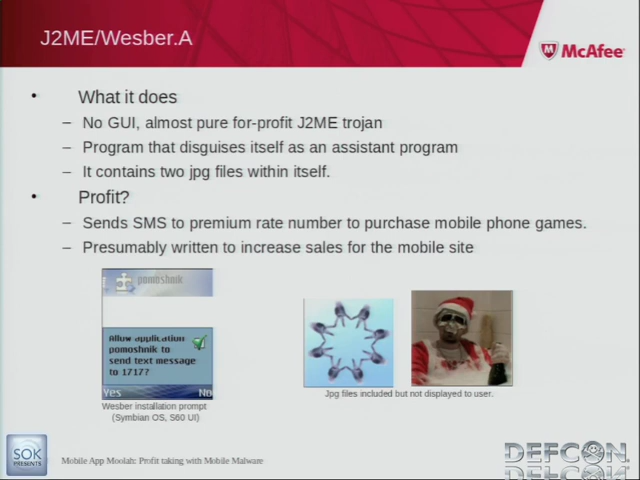 J2ME/Wesber.A
McAfee
• What it does
– No GUI, almost pure for-profit J2ME trojan
– Program that disguises itself as an assistant program
– It contains two jpg files within itself.
• Profit?
– Sends SMS to premium rate number to purchase mobile phone games.
– Presumably written to increase sales for the mobile site
pomoshnik
Allow application
pomoshnik to
send text message
to 1717?
Yes No
Wesber installation prompt
(Symbian OS, S60 UI)
Jpg files included but not displayed to user.
SOK
PRESENTS
Mobile App Moolah: Profit taking with Mobile Malware
DEFCON